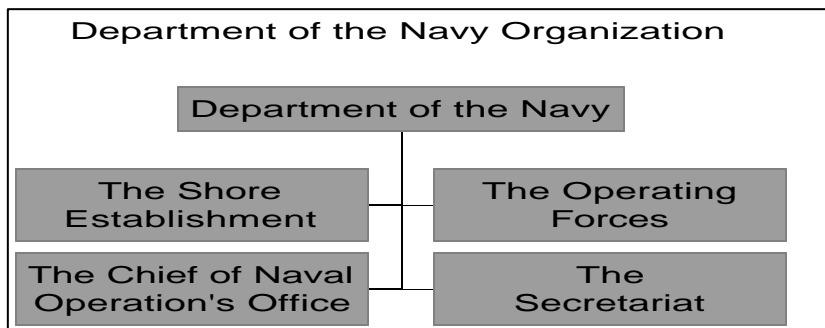 Department of the Navy Organization
Department of the Navy
The Shore
Establishment
The Operating
Forces
The Chief of Naval
Operation's Office
The
Secretariat